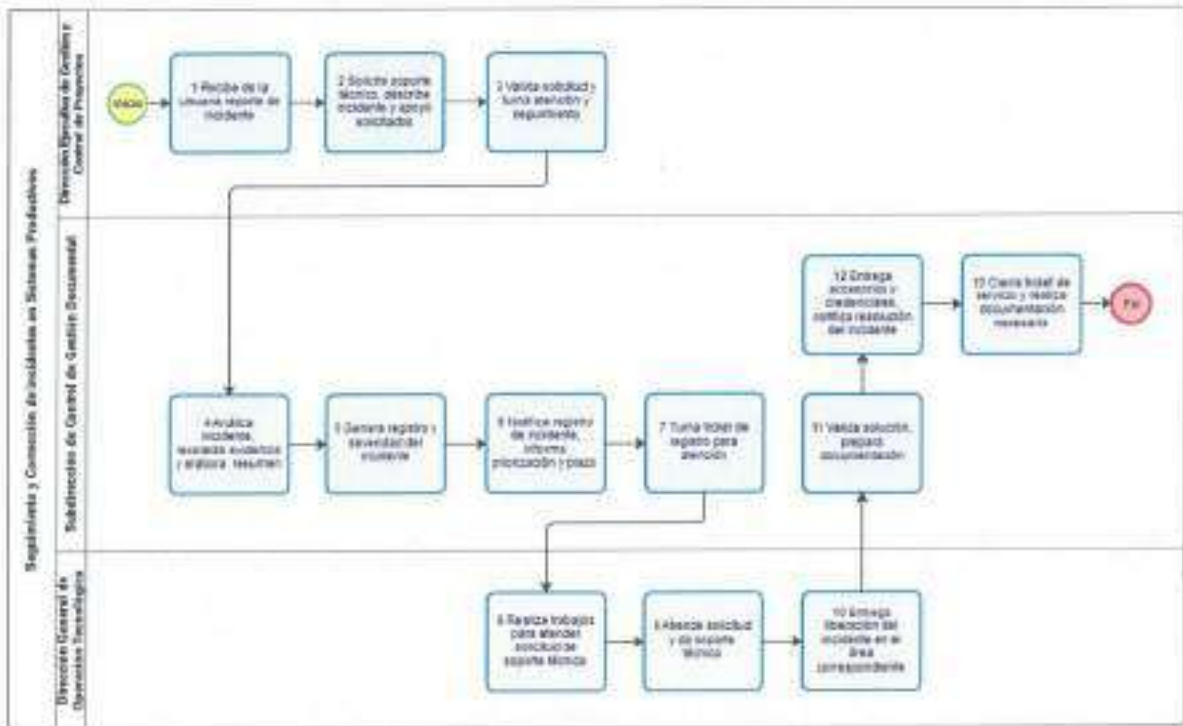 Seguimiento y Corrección de incidentes en Sistemas Productivos
Dirección Ejecutiva de Gestión y
Control de Proyectos
Inicio
1 Recibe de la
usuaria reporte de
incidente
2 Solicita soporte
técnico, describe
incidente y apoyo
solicitados
3 Valida solicitud y
turna atención y
seguimiento
Subdirección de Control de Gestión Documental
4 Analiza
incidente,
recolecta evidencia
y elabora resumen
5 Genera registro y
severidad del
incidente
6 Notifica registro
de incidente,
informa
priorización y plazo
7 Turna ticket de
registro para
atención
11 Valida solución,
prepara
documentación
12 Entrega
accesorios y
credenciales,
notifica resolución
del incidente
13 Cierra ticket de
servicio y realiza
documentación
necesaria
Fin
Dirección General de
Operación Tecnológica
8 Realiza trabajos
para atender
solicitud de
soporte técnico
9 Atiende solicitud
y da soporte
técnico
10 Entrega
liberación del
incidente en el
área
correspondiente